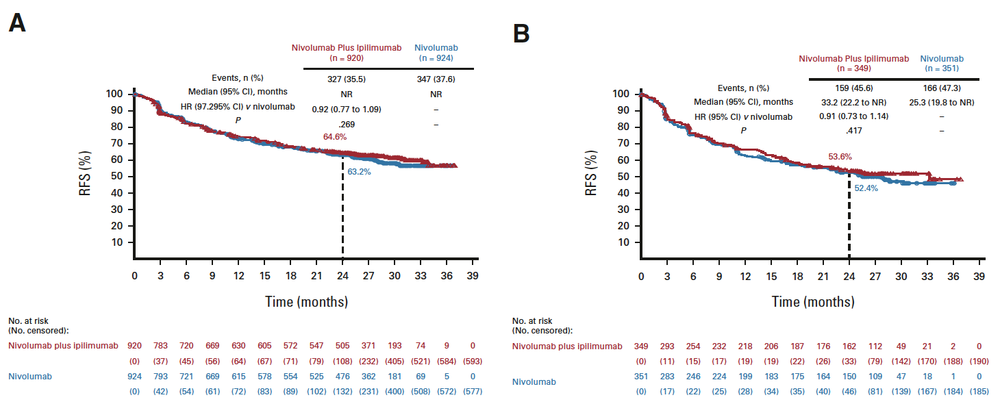 A
Nivolumab Plus Ipilimumab Nivolumab
(n = 920) (n = 924)
Events, n (%) 327 (35.5) 347 (37.6)
Median (95% CI), months NR NR
HR (97.295% CI) v nivolumab 0.92 (0.77 to 1.09) –
P .269 –
100
90
80
70
60
50
40
30
20
10
RFS (%)
64.6%
63.2%
0 3 6 9 12 15 18 21 24 27 30 33 36 39
Time (months)
No. at risk
(No. censored):
Nivolumab plus ipilimumab 920 783 720 669 630 605 572 547 505 371 193 74 9 0
(0) (37) (45) (56) (64) (67) (71) (79) (108) (232) (405) (521) (584) (593)
Nivolumab 924 793 721 669 615 578 554 525 476 362 181 69 5 0
(0) (42) (54) (61) (72) (83) (89) (102) (132) (231) (400) (508) (572) (577)
B
Nivolumab Plus Ipilimumab Nivolumab
(n = 349) (n = 351)
Events, n (%) 159 (45.6) 166 (47.3)
Median (95% CI), months 33.2 (22.2 to NR) 25.3 (19.8 to NR)
HR (95% CI) v nivolumab 0.91 (0.73 to 1.14) –
P .417 –
100
90
80
70
60
50
40
30
20
10
RFS (%)
53.6%
52.4%
0 3 6 9 12 15 18 21 24 27 30 33 36 39
Time (months)
No. at risk
(No. censored):
Nivolumab plus ipilimumab 349 293 254 232 218 206 187 176 162 112 49 21 2 0
(0) (11) (15) (17) (19) (19) (22) (26) (33) (79) (142) (170) (188) (190)
Nivolumab 351 283 246 224 199 183 175 164 150 109 47 18 1 0
(0) (17) (22) (25) (28) (34) (35) (40) (46) (81) (139) (167) (184) (185)